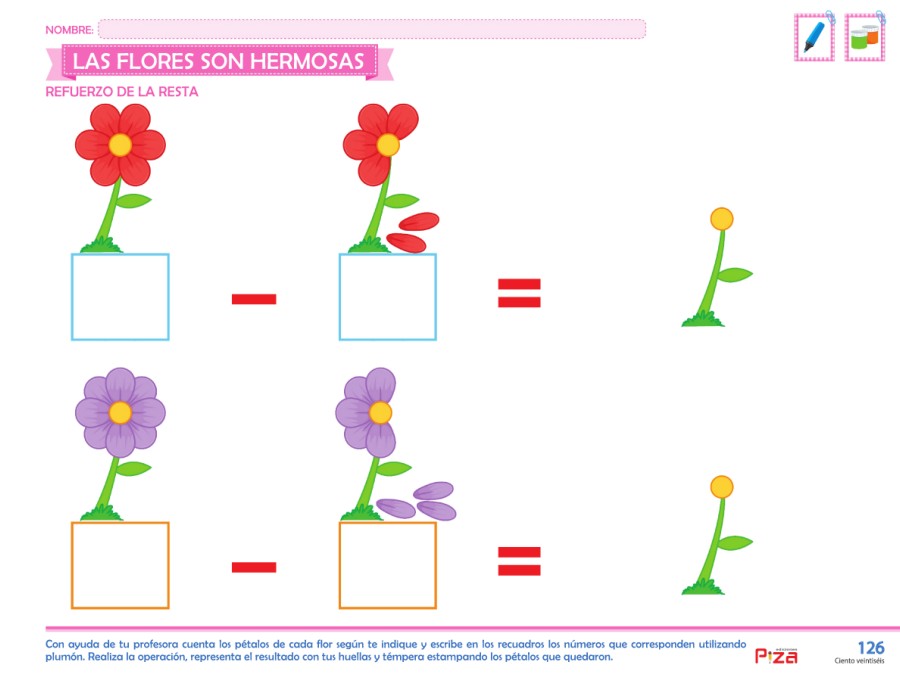 NOMBRE:
LAS FLORES SON HERMOSAS
REFUERZO DE LA RESTA
Con ayuda de tu profesora cuenta los pétalos de cada flor según te indique y escribe en los recuadros los números que corresponden utilizando
plumón. Realiza la operación, representa el resultado con tus huellas y témpera estampando los pétalos que quedaron.
ediciones
PIZA
126
Ciento veintiséis